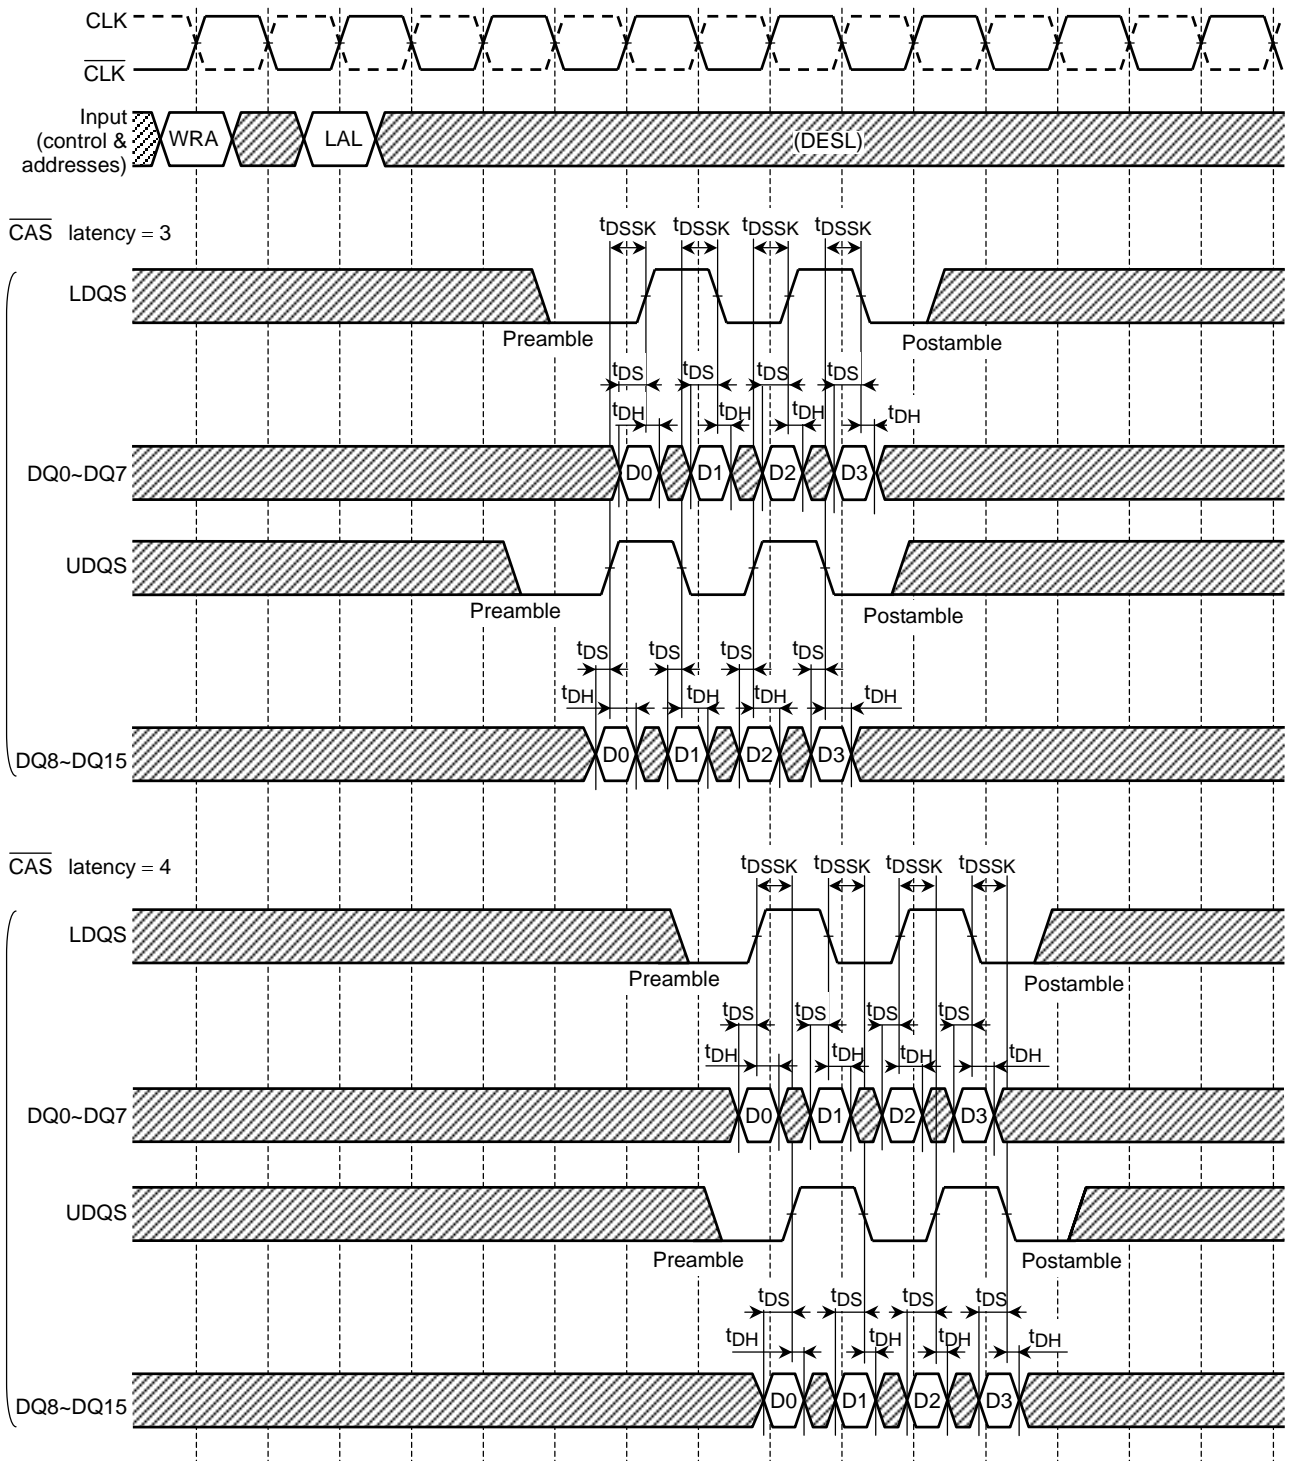 CLK
CLK
Input
(control &
addresses)
WRA
LAL
(DESL)
CAS latency = 3
tDSSK tDSSK tDSSK tDSSK
LDQS
Preamble
Postamble
tDS tDS tDS tDS
tDH tDH tDH tDH
DQ0~DQ7
D0 D1 D2 D3
UDQS
Preamble
Postamble
tDS tDS tDS tDS
tDH tDH tDH tDH
DQ8~DQ15
D0 D1 D2 D3
CAS latency = 4
tDSSK tDSSK tDSSK tDSSK
LDQS
Preamble
Postamble
tDS tDS tDS tDS
tDH tDH tDH tDH
DQ0~DQ7
D0 D1 D2 D3
UDQS
Preamble
Postamble
tDS tDS tDS tDS
tDH tDH tDH tDH
DQ8~DQ15
D0 D1 D2 D3